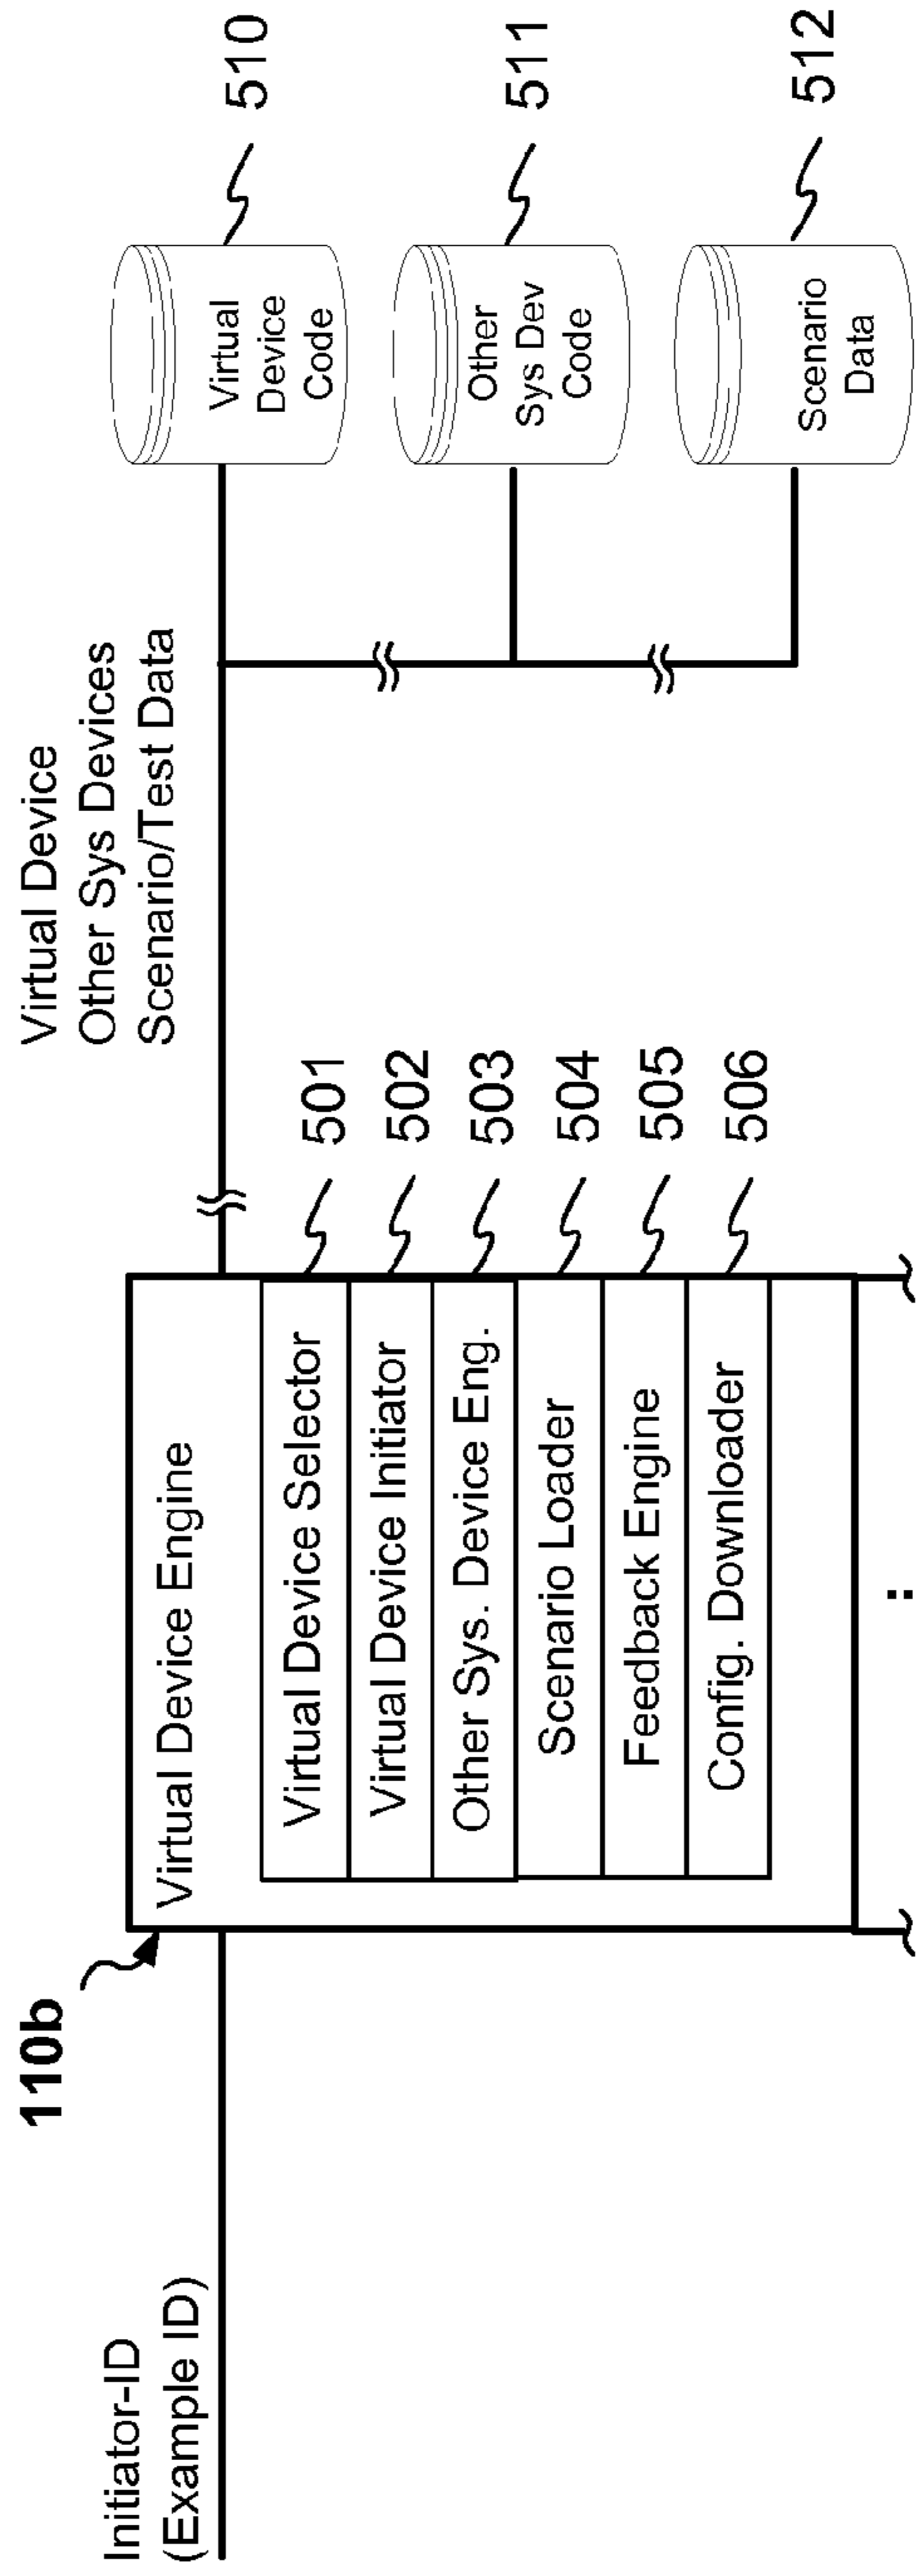 Initiator-ID
(Example ID)
110b
Virtual Device Engine
Virtual Device Selector
501
Virtual Device Initiator
502
Other Sys. Device Eng.
503
Scenario Loader
504
Feedback Engine
505
Config. Downloader
506
Virtual Device
Other Sys Devices
Scenario/Test Data
Virtual
Device
Code
510
Other
Sys Dev
Code
511
Scenario
Data
512